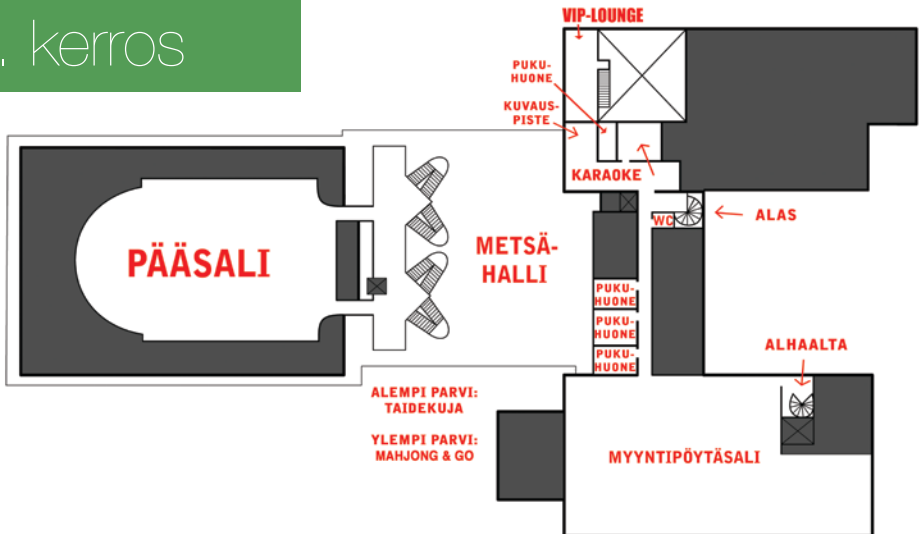 . kerros
VIP-LOUNGE
PUKU-
HUONE
KUVAUS-
PISTE
KARAOKE
WC
ALAS
PÄÄSALI
METSÄ-
HALLI
PUKU-
HUONE
PUKU-
HUONE
PUKU-
HUONE
ALHAALTA
ALEMPI PARVI:
TAIDEKUJA
YLEMPI PARVI:
MAHJONG & GO
MYYNTIPÖYTÄSALI